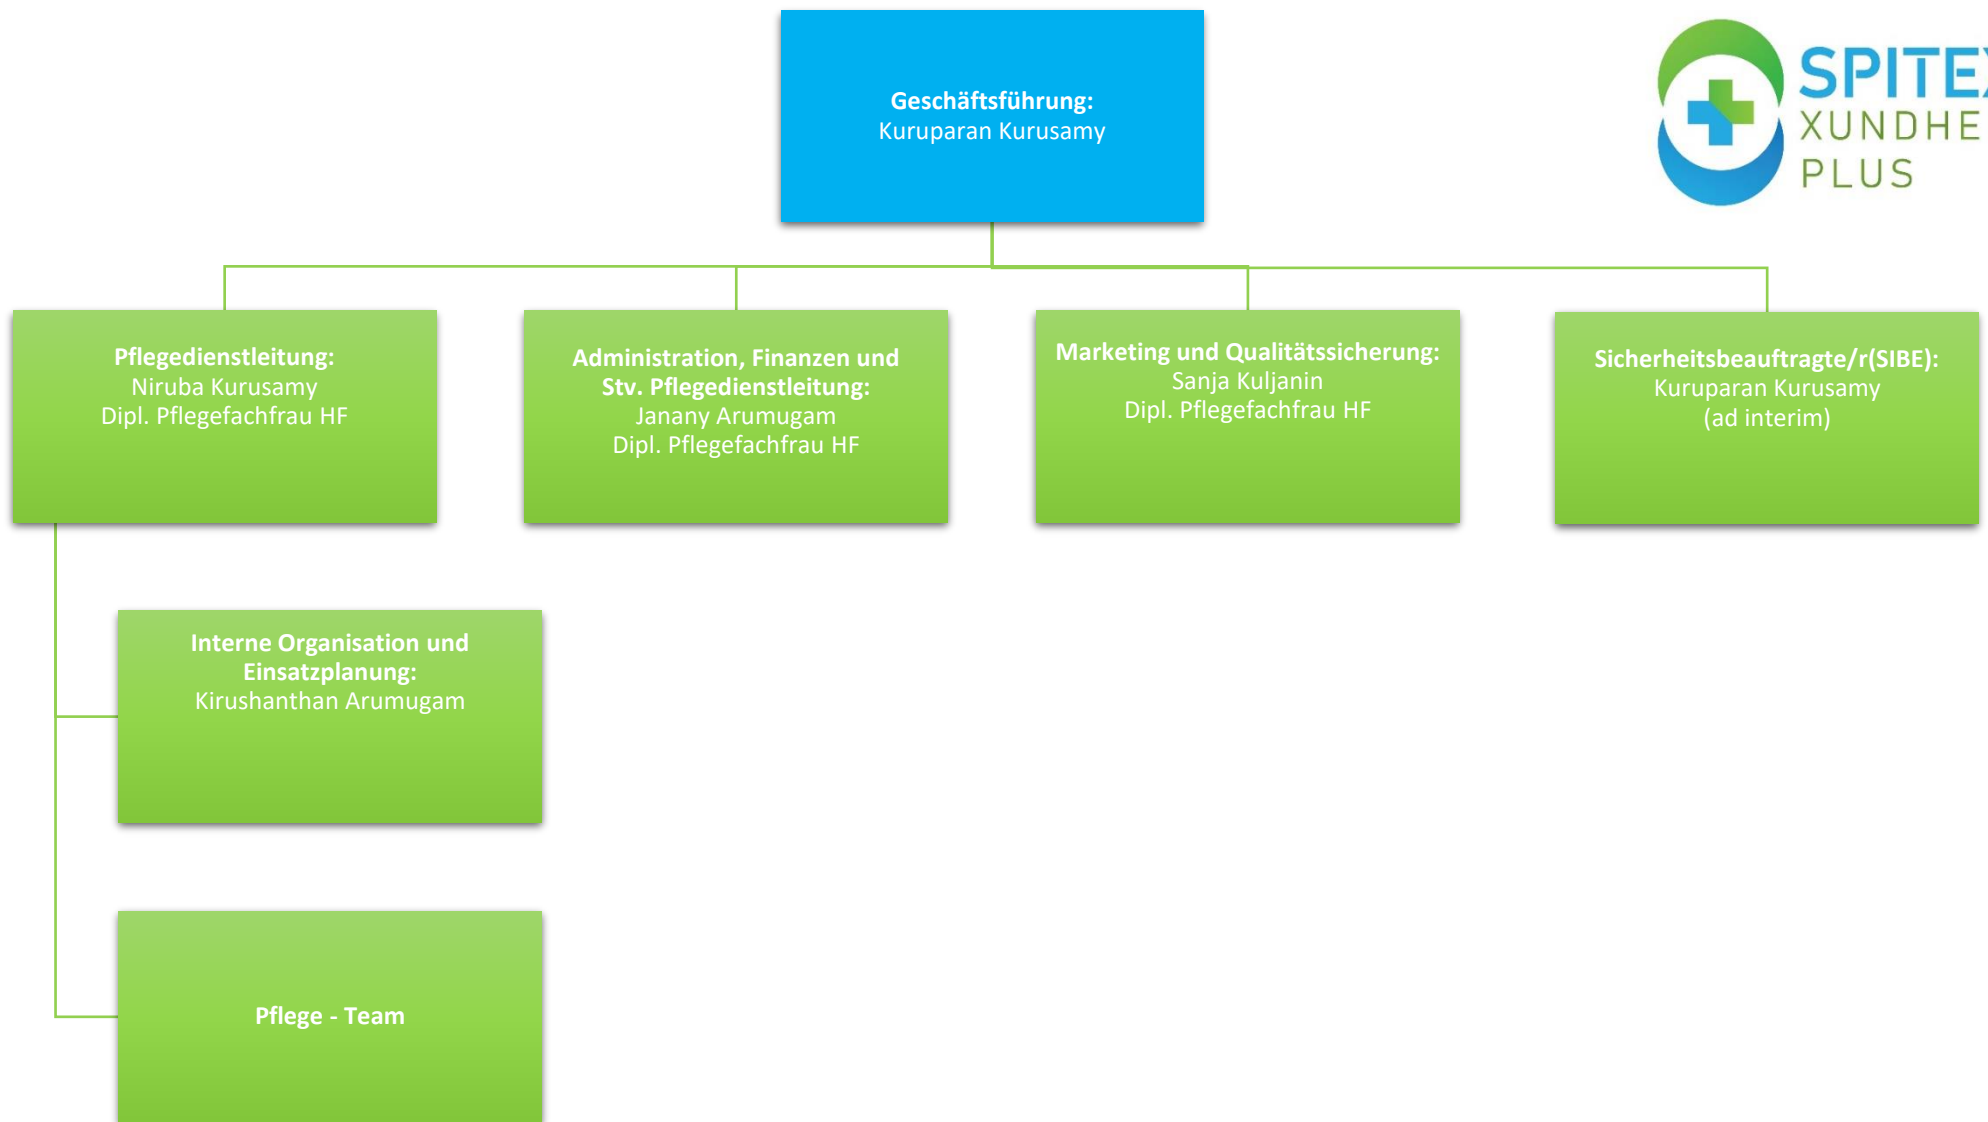 Geschäftsführung:
Kuruparan Kurusamy
SPITEX
XUNDHE
PLUS
Pflegedienstleitung:
Niruba Kurusamy
Dipl. Pflegefachfrau HF
Administration, Finanzen und
Stv. Pflegedienstleitung:
Janany Arumugam
Dipl. Pflegefachfrau HF
Marketing und Qualitätssicherung:
Sanja Kuljanin
Dipl. Pflegefachfrau HF
Sicherheitsbeauftragte/r(SIBE):
Kuruparan Kurusamy
(ad interim)
Interne Organisation und
Einsatzplanung:
Kirushanthan Arumugam
Pflege - Team